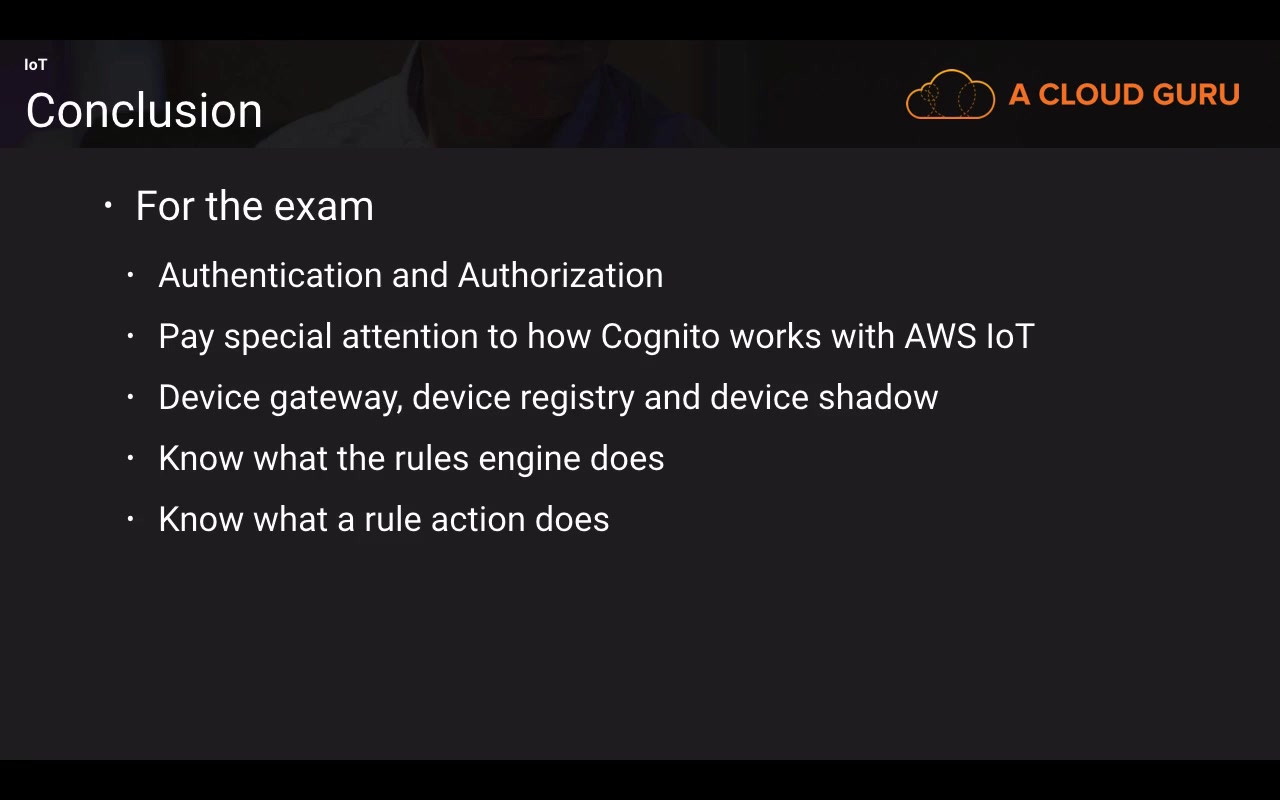 IoT
Conclusion
A CLOUD GURU
• For the exam
• Authentication and Authorization
• Pay special attention to how Cognito works with AWS IoT
• Device gateway, device registry and device shadow
• Know what the rules engine does
• Know what a rule action does